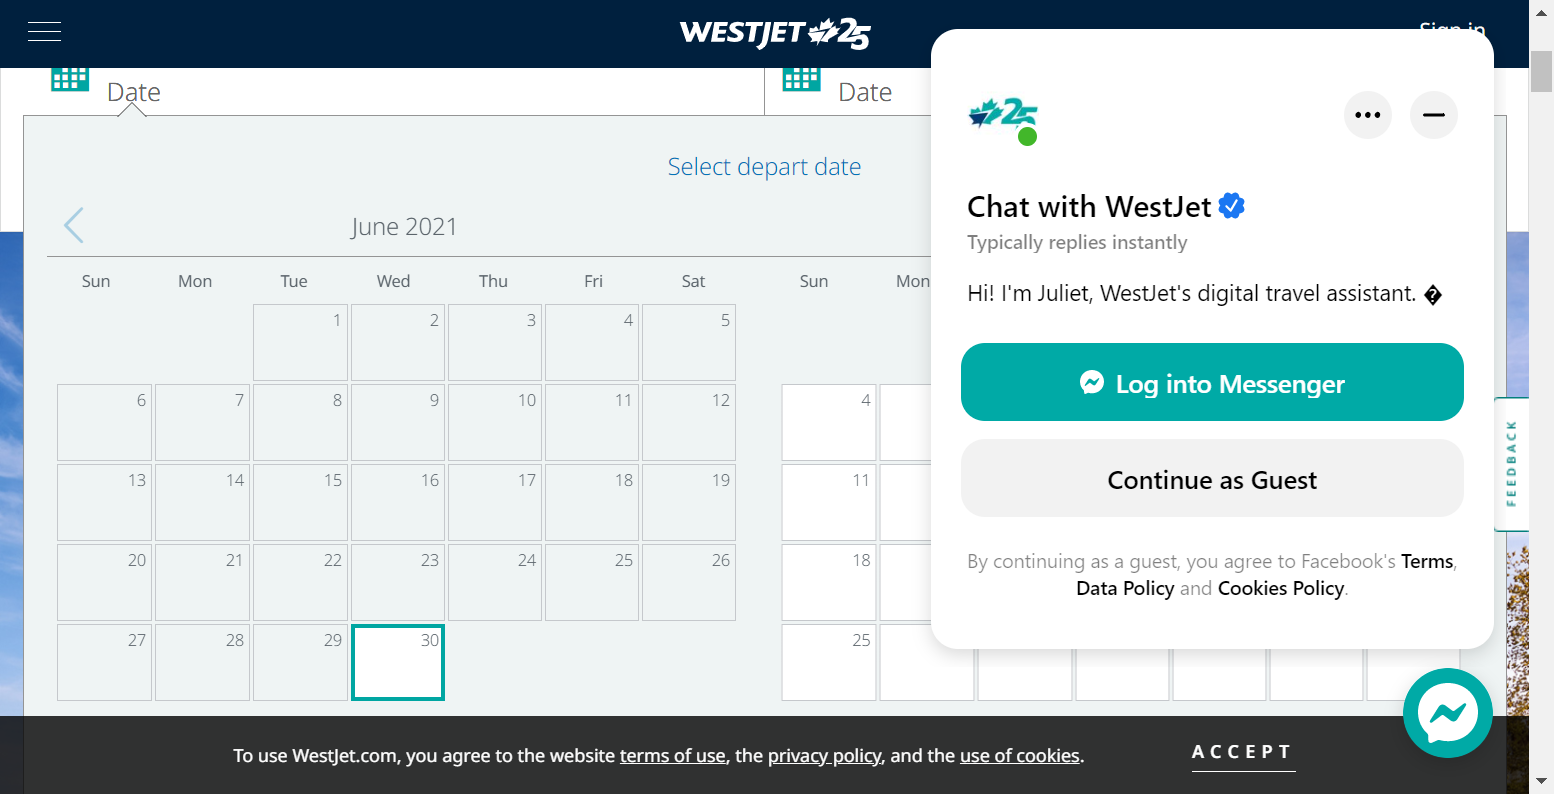 WESTJET 25
Sign in
Date
Date
Select depart date
June 2021
Sun Mon Tue Wed Thu Fri Sat
1 2 3 4 5
6 7 8 9 10 11 12
13 14 15 16 17 18 19
20 21 22 23 24 25 26
27 28 29 30
Sun Mon
4
11
18
25
25
Chat with WestJet
Typically replies instantly
Hi! I'm Juliet, WestJet's digital travel assistant. �
Log into Messenger
Continue as Guest
By continuing as a guest, you agree to Facebook's Terms,
Data Policy and Cookies Policy.
FEEDBACK
To use WestJet.com, you agree to the website terms of use, the privacy policy, and the use of cookies.
ACCEPT